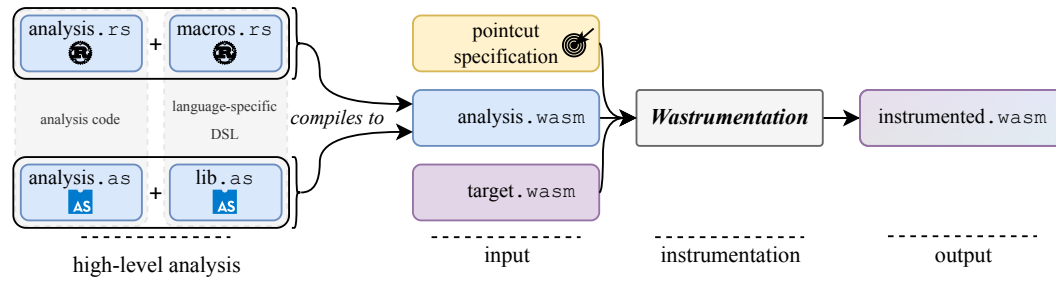 analysis.rs
+
macros.rs
analysis code
language-specific
DSL
analysis.as
AS
+
lib.as
AS
high-level analysis
compiles to
pointcut
specification
analysis.wasm
target.wasm
input
Wastrumentation
instrumentation
instrumented.wasm
output